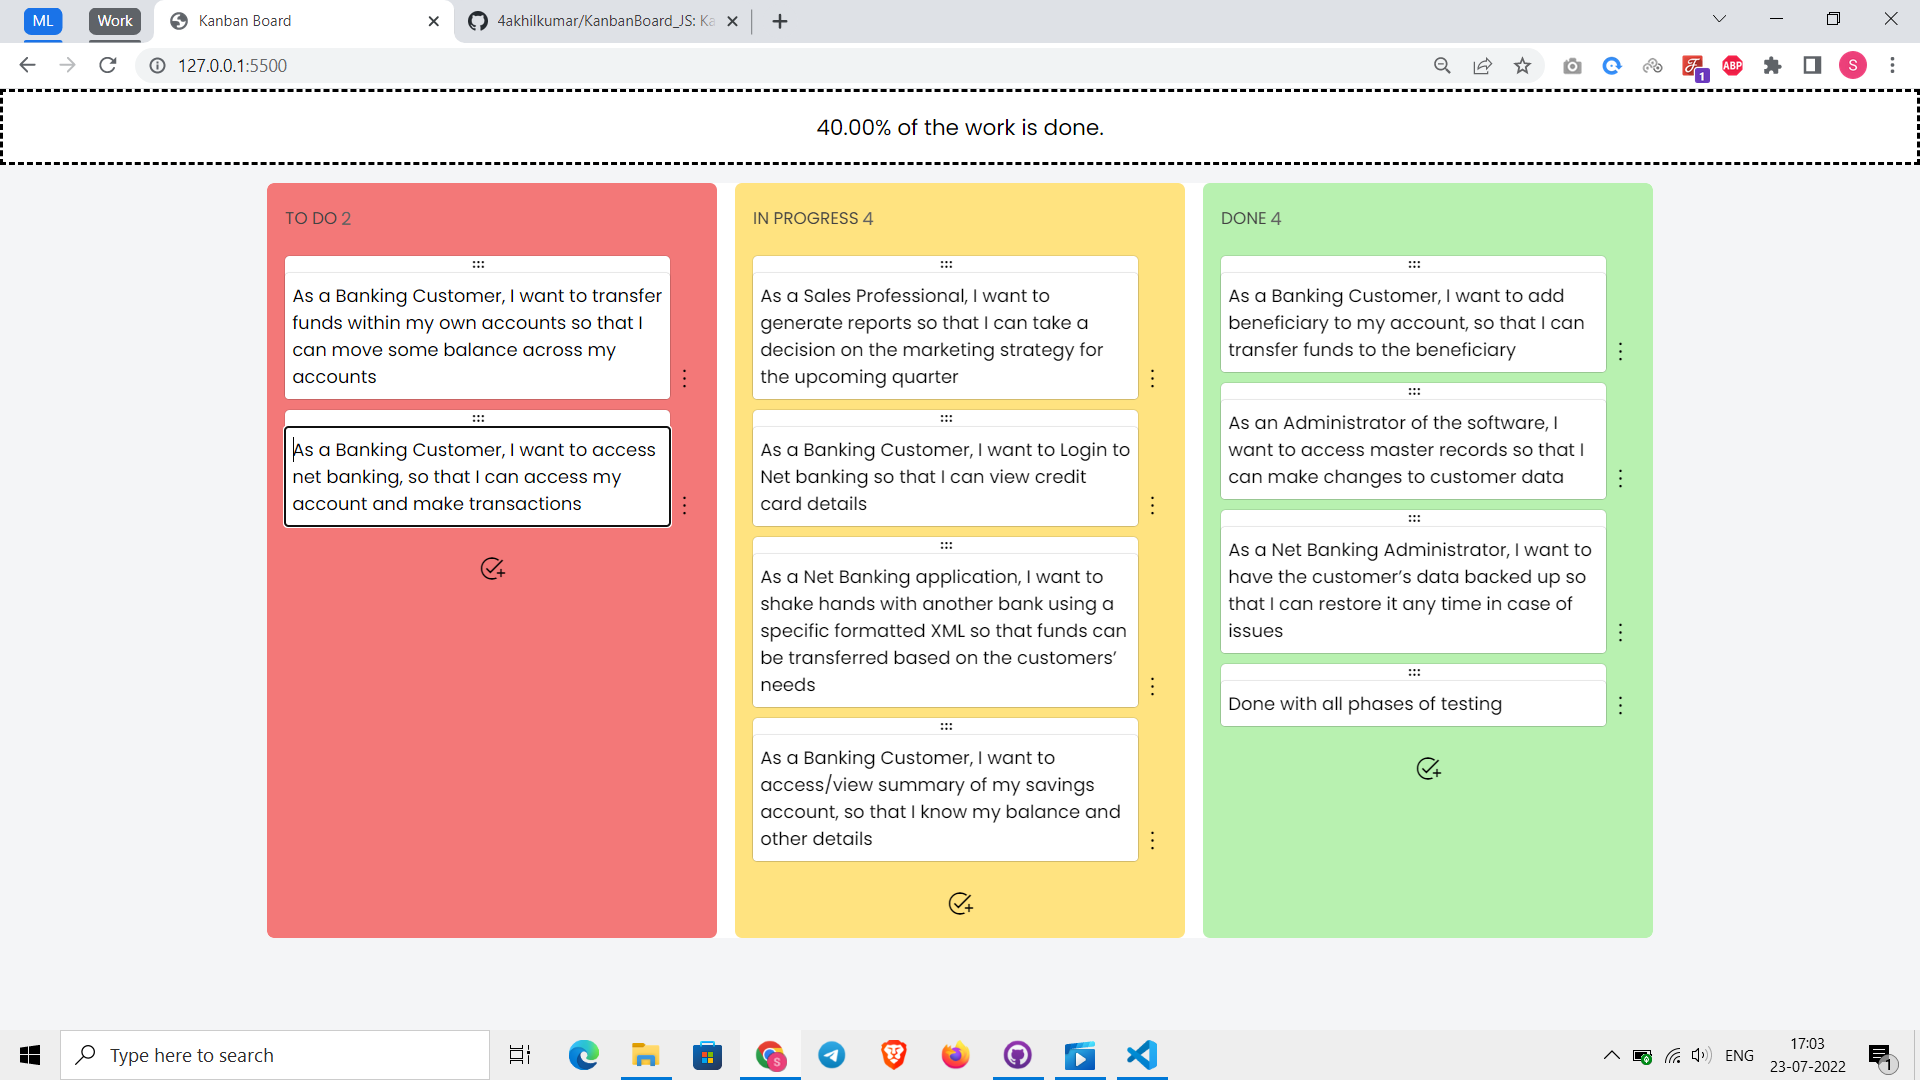 ML
Work
Kanban Board
4akhilkumar/KanbanBoard_JS: Ka
127.0.0.1:5500
1
ABP
S
40.00% of the work is done.
TO DO 2
As a Banking Customer, I want to transfer
funds within my own accounts so that I
can move some balance across my
accounts
As a Banking Customer, I want to access
net banking, so that I can access my
account and make transactions
IN PROGRESS 4
As a Sales Professional, I want to
generate reports so that I can take a
decision on the marketing strategy for
the upcoming quarter
As a Banking Customer, I want to Login to
Net banking so that I can view credit
card details
As a Net Banking application, I want to
shake hands with another bank using a
specific formatted XML so that funds can
be transferred based on the customers’
needs
As a Banking Customer, I want to
access/view summary of my savings
account, so that I know my balance and
other details
DONE 4
As a Banking Customer, I want to add
beneficiary to my account, so that I can
transfer funds to the beneficiary
As an Administrator of the software, I
want to access master records so that I
can make changes to customer data
As a Net Banking Administrator, I want to
have the customer’s data backed up so
that I can restore it any time in case of
issues
Done with all phases of testing
Type here to search
S
ENG
17:03
23-07-2022
1